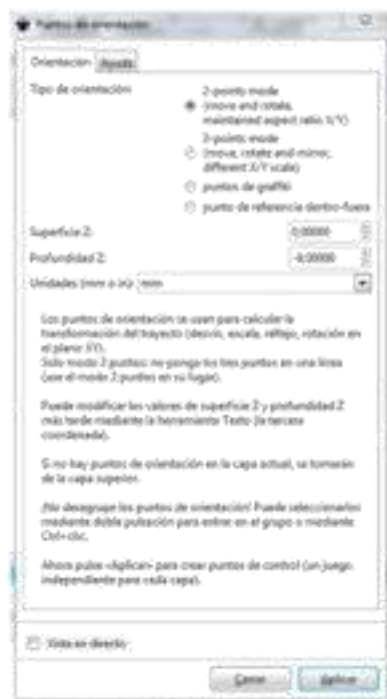 Puntos de orientación
Orientación Ayuda
Tipo de orientación
2-points mode
(move and rotate,
maintained aspect ratio X/Y)
3-points mode
(move, rotate and mirror,
different X/Y scale)
puntos de graffiti
punto de referencia dentro-fuera
Superficie Z: 0,00000
Profundidad Z: -8,00000
Unidades (mm o in): mm
Los puntos de orientación se usan para calcular la
transformación del trayecto (desvío, escala, reflejo, rotación en
el plano XY).
Solo modo 3 puntos: no ponga los tres puntos en una línea
(use el modo 2 puntos en su lugar).
Puede modificar los valores de superficie Z y profundidad Z
más tarde mediante la herramienta Texto (la tercera
coordenada).
Si no hay puntos de orientación en la capa actual, se tomarán
de la capa superior.
¡No desagrupe los puntos de orientación! Puede seleccionarlos
mediante doble pulsación para entrar en el grupo o mediante
Ctrl+clic.
Ahora pulse «Aplicar» para crear puntos de control (un juego
independiente para cada capa).
Vista en directo
Cerrar Aplicar